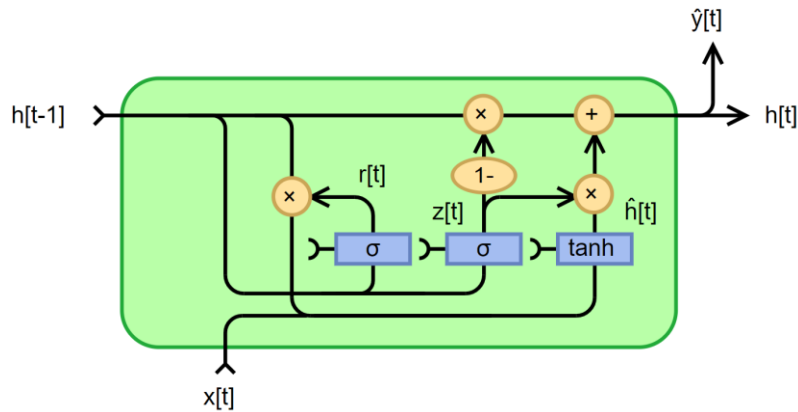 ŷ[t]
h[t-1]
×
+
h[t]
r[t]
1-
×
z[t]
×
ĥ[t]
σ
σ
tanh
x[t]